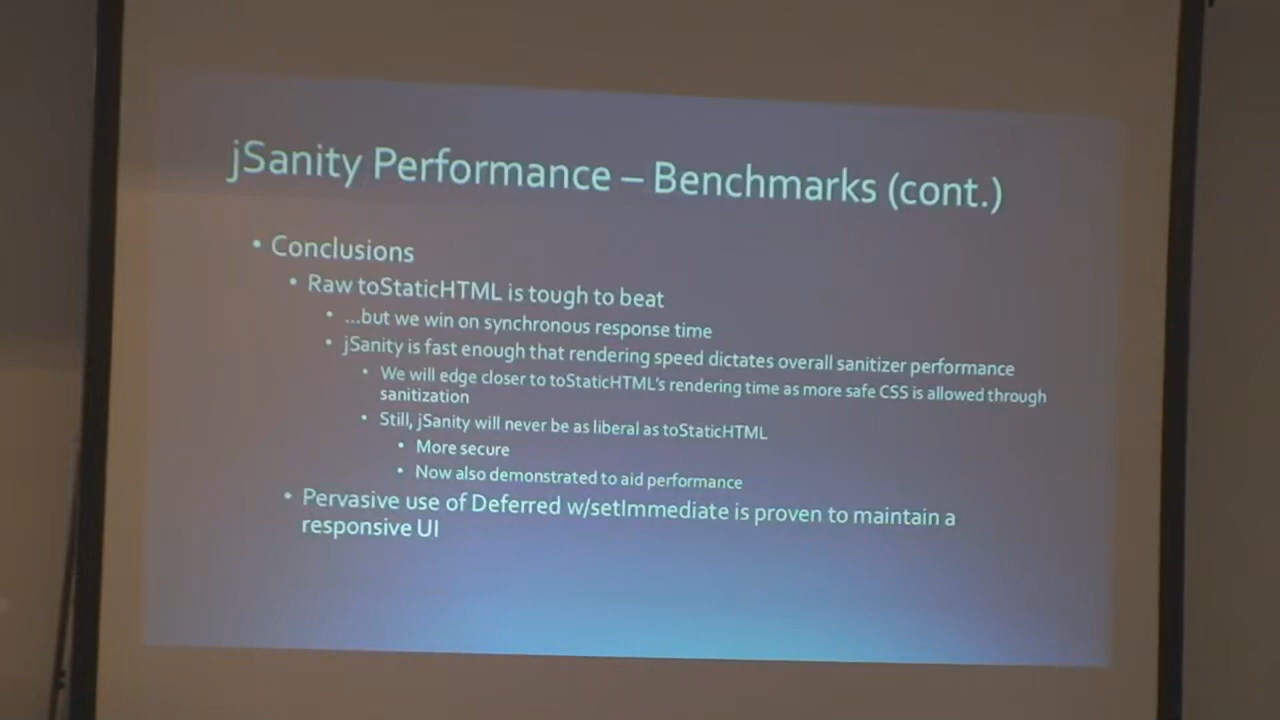 jSanity Performance – Benchmarks (cont.)
• Conclusions
• Raw toStaticHTML is tough to beat
• ...but we win on synchronous response time
• jSanity is fast enough that rendering speed dictates overall sanitizer performance
• We will edge closer to toStaticHTML's rendering time as more safe CSS is allowed through
sanitization
• Still, jSanity will never be as liberal as toStaticHTML
• More secure
• Now also demonstrated to aid performance
• Pervasive use of Deferred w/setImmediate is proven to maintain a
responsive UI